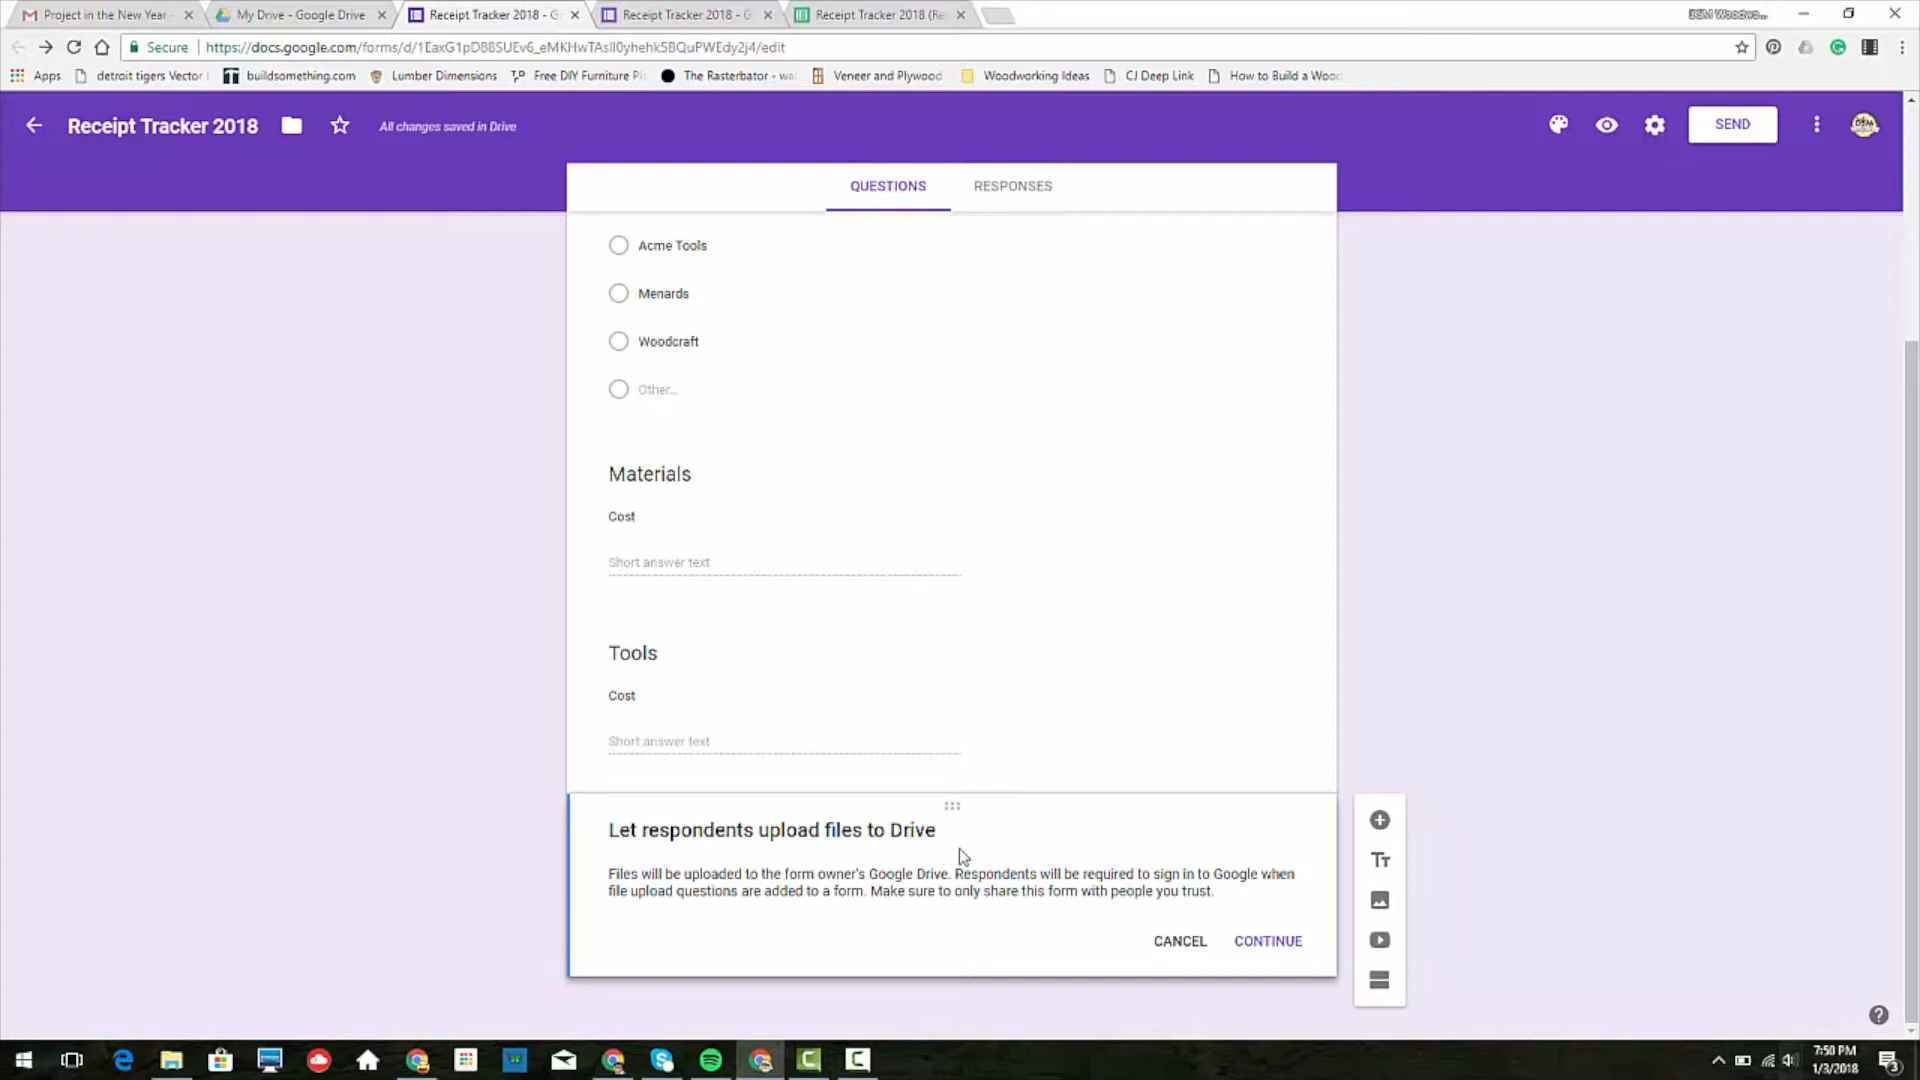 Project in the New Year
My Drive - Google Drive
Receipt Tracker 2018 - G
Receipt Tracker 2018 - G
Receipt Tracker 2018 (Re
Secure
https://docs.google.com/forms/d/1EaxG1pDB8SUEv6_eMKHwTAsII0yhehk5BQuPWEdy2j4/edit
Apps
detroit tigers Vector
buildsomething.com
Lumber Dimensions
Free DIY Furniture Pl
The Rasterbator - wa
Veneer and Plywood
Woodworking Ideas
CJ Deep Link
How to Build a Wood
Receipt Tracker 2018
All changes saved in Drive
SEND
QUESTIONS
RESPONSES
Acme Tools
Menards
Woodcraft
Other...
Materials
Cost
Short answer text
Tools
Cost
Short answer text
Let respondents upload files to Drive
Files will be uploaded to the form owner's Google Drive. Respondents will be required to sign in to Google when
file upload questions are added to a form. Make sure to only share this form with people you trust.
CANCEL
CONTINUE
7:50 PM
1/3/2018